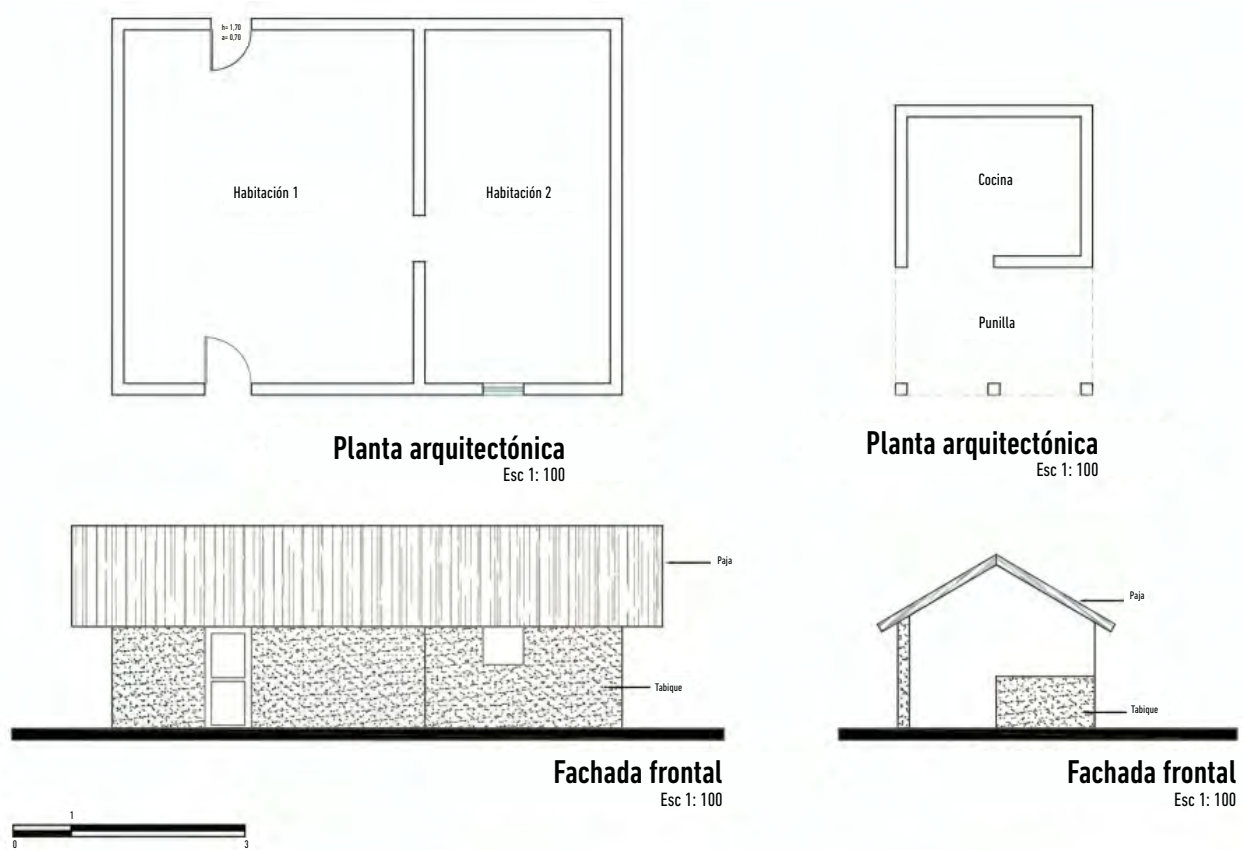 h= 1,70
a= 0,70
Habitación 1
Habitación 2
Planta arquitectónica
Esc 1: 100
Cocina
Punilla
Planta arquitectónica
Esc 1: 100
Paja
Tabique
Fachada frontal
Esc 1: 100
Paja
Tabique
Fachada frontal
Esc 1: 100
1
0
3